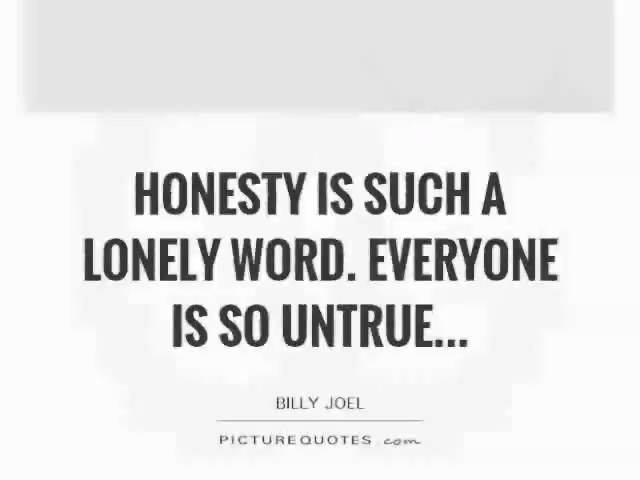 HONESTY IS SUCH A
LONELY WORD. EVERYONE
IS SO UNTRUE...
BILLY JOEL
PICTUREQUOTES.com